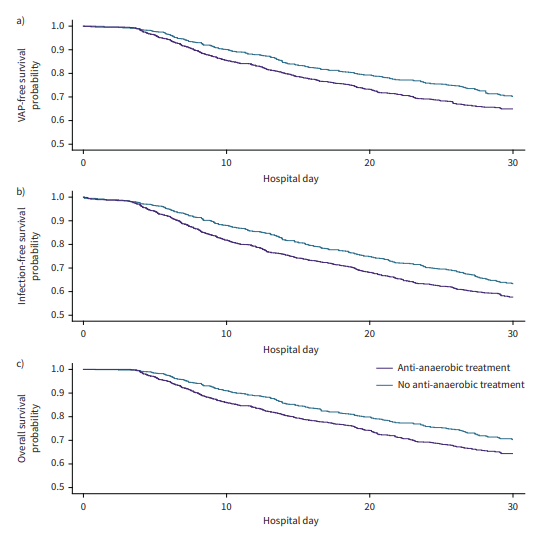 a)
1.0
0.9
0.8
0.7
0.6
0.5
VAP-free survival
probability
0
10
20
30
Hospital day
b)
1.0
0.9
0.8
0.7
0.6
0.5
Infection-free survival
probability
0
10
20
30
Hospital day
c)
Anti-anaerobic treatment
No anti-anaerobic treatment
1.0
0.9
0.8
0.7
0.6
0.5
Overall survival
probability
0
10
20
30
Hospital day